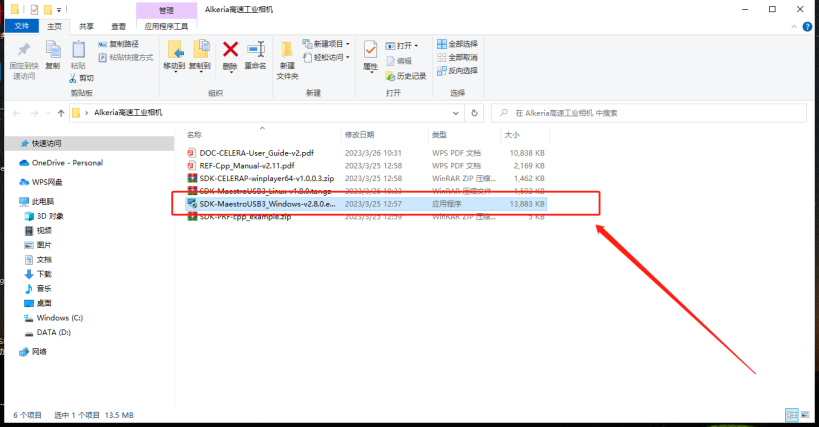 管理 Alkeria高速工业相机
文件 主页 共享 查看 应用程序工具
固定到快速访问
复制
粘贴
复制路径
粘贴快捷方式
剪切
剪贴板
移动到 复制到 删除 重命名
组织
新建文件夹
新建项目
轻松访问
新建
属性
打开
编辑
历史记录
打开
全部选择
全部取消
反向选择
选择
Alkeria高速工业相机
在 Alkeria高速工业相机 中搜索
快速访问
OneDrive - Personal
WPS网盘
此电脑
3D 对象
视频
图片
文档
下载
音乐
桌面
Windows (C:)
DATA (D:)
网络
名称 修改日期 类型 大小
DOC-CELERA-User_Guide-v2.pdf 2023/3/26 10:31 WPS PDF 文档 10,838 KB
REF-Cpp_Manual-v2.11.pdf 2023/3/25 12:58 WPS PDF 文档 2,169 KB
SDK-CELERAP-winplayer64-v1.0.0.3.zip 2023/3/25 12:58 WinRAR ZIP 压缩... 1,462 KB
SDK-MaestroUSB3_Linux-v1.8.0.tar.gz WinRAR 压缩文件
SDK-MaestroUSB3_Windows-v2.8.0.e... 2023/3/25 12:57 应用程序 13,883 KB
SDK-PRF-cpp_example.zip 2023/3/25 12:59 WinRAR ZIP 压缩... 5 KB
6 个项目 选中 1 个项目 13.5 MB